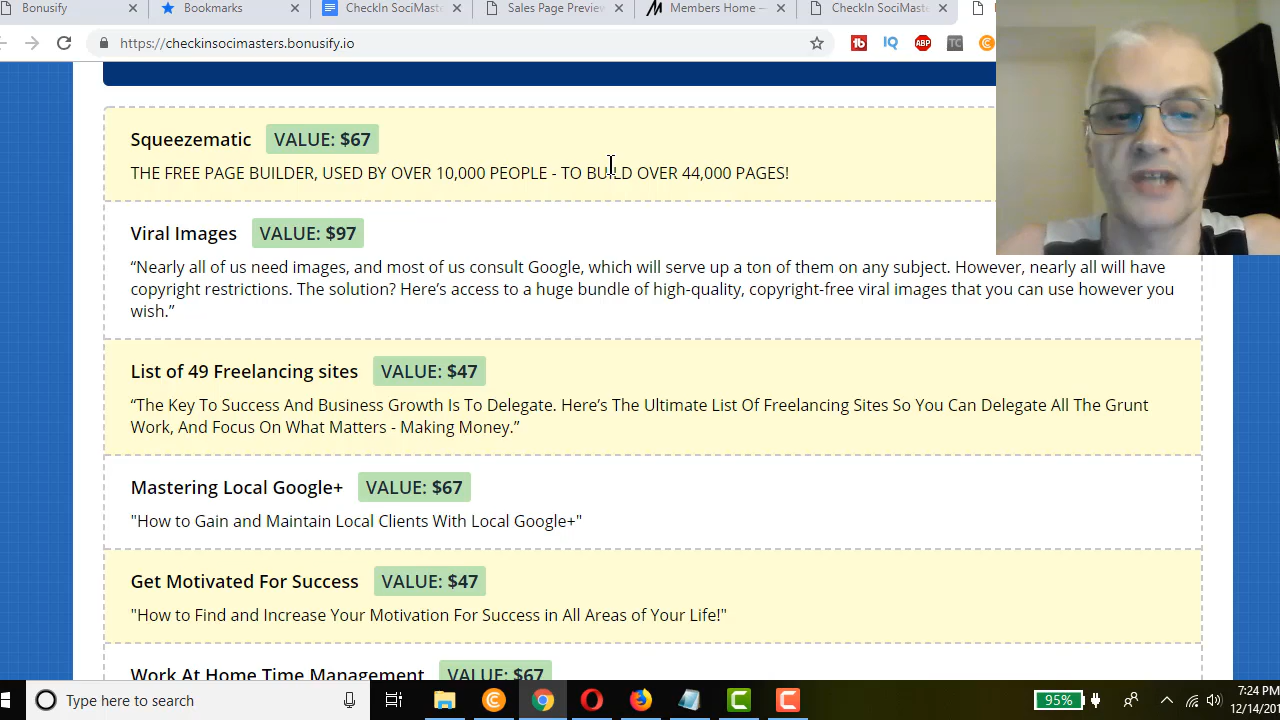 Bonusify
Bookmarks
CheckIn SociMast
Sales Page Preview
Members Home —
CheckIn SociMaste
https://checkinsocimasters.bonusify.io
Squeezematic VALUE: $67
THE FREE PAGE BUILDER, USED BY OVER 10,000 PEOPLE - TO BUILD OVER 44,000 PAGES!
Viral Images VALUE: $97
“Nearly all of us need images, and most of us consult Google, which will serve up a ton of them on any subject. However, nearly all will have
copyright restrictions. The solution? Here’s access to a huge bundle of high-quality, copyright-free viral images that you can use however you
wish.”
List of 49 Freelancing sites VALUE: $47
“The Key To Success And Business Growth Is To Delegate. Here’s The Ultimate List Of Freelancing Sites So You Can Delegate All The Grunt
Work, And Focus On What Matters - Making Money.”
Mastering Local Google+ VALUE: $67
"How to Gain and Maintain Local Clients With Local Google+"
Get Motivated For Success VALUE: $47
"How to Find and Increase Your Motivation For Success in All Areas of Your Life!"
Work At Home Time Management VALUE: $67
Type here to search
95%
7:24 PM
12/14/201